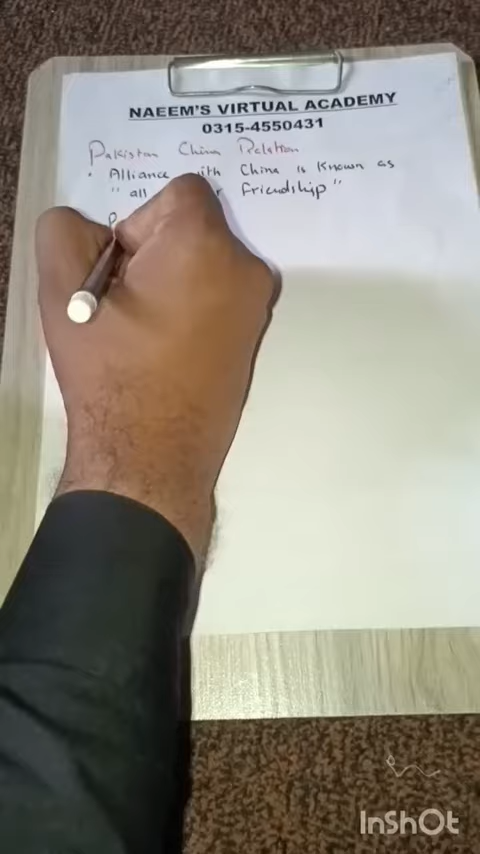 NAEEM'S VIRTUAL ACADEMY
0315-4550431
Pakistan China Relation
• Alliance with China is known as
" all friendship "
P
InShOt